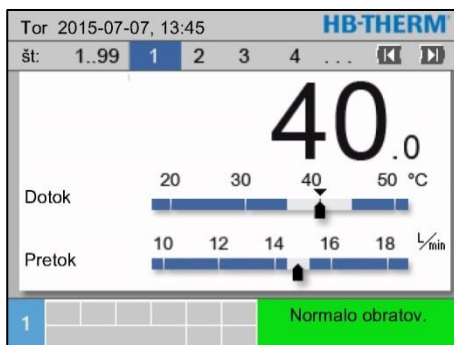 Tor 2015-07-07, 13:45 HB-THERM
št: 1..99 1 2 3 4 ...
40.0
20 30 40 50 °C
Dotok
10 12 14 16 18 L/min
Pretok
1 Normalo obratov.